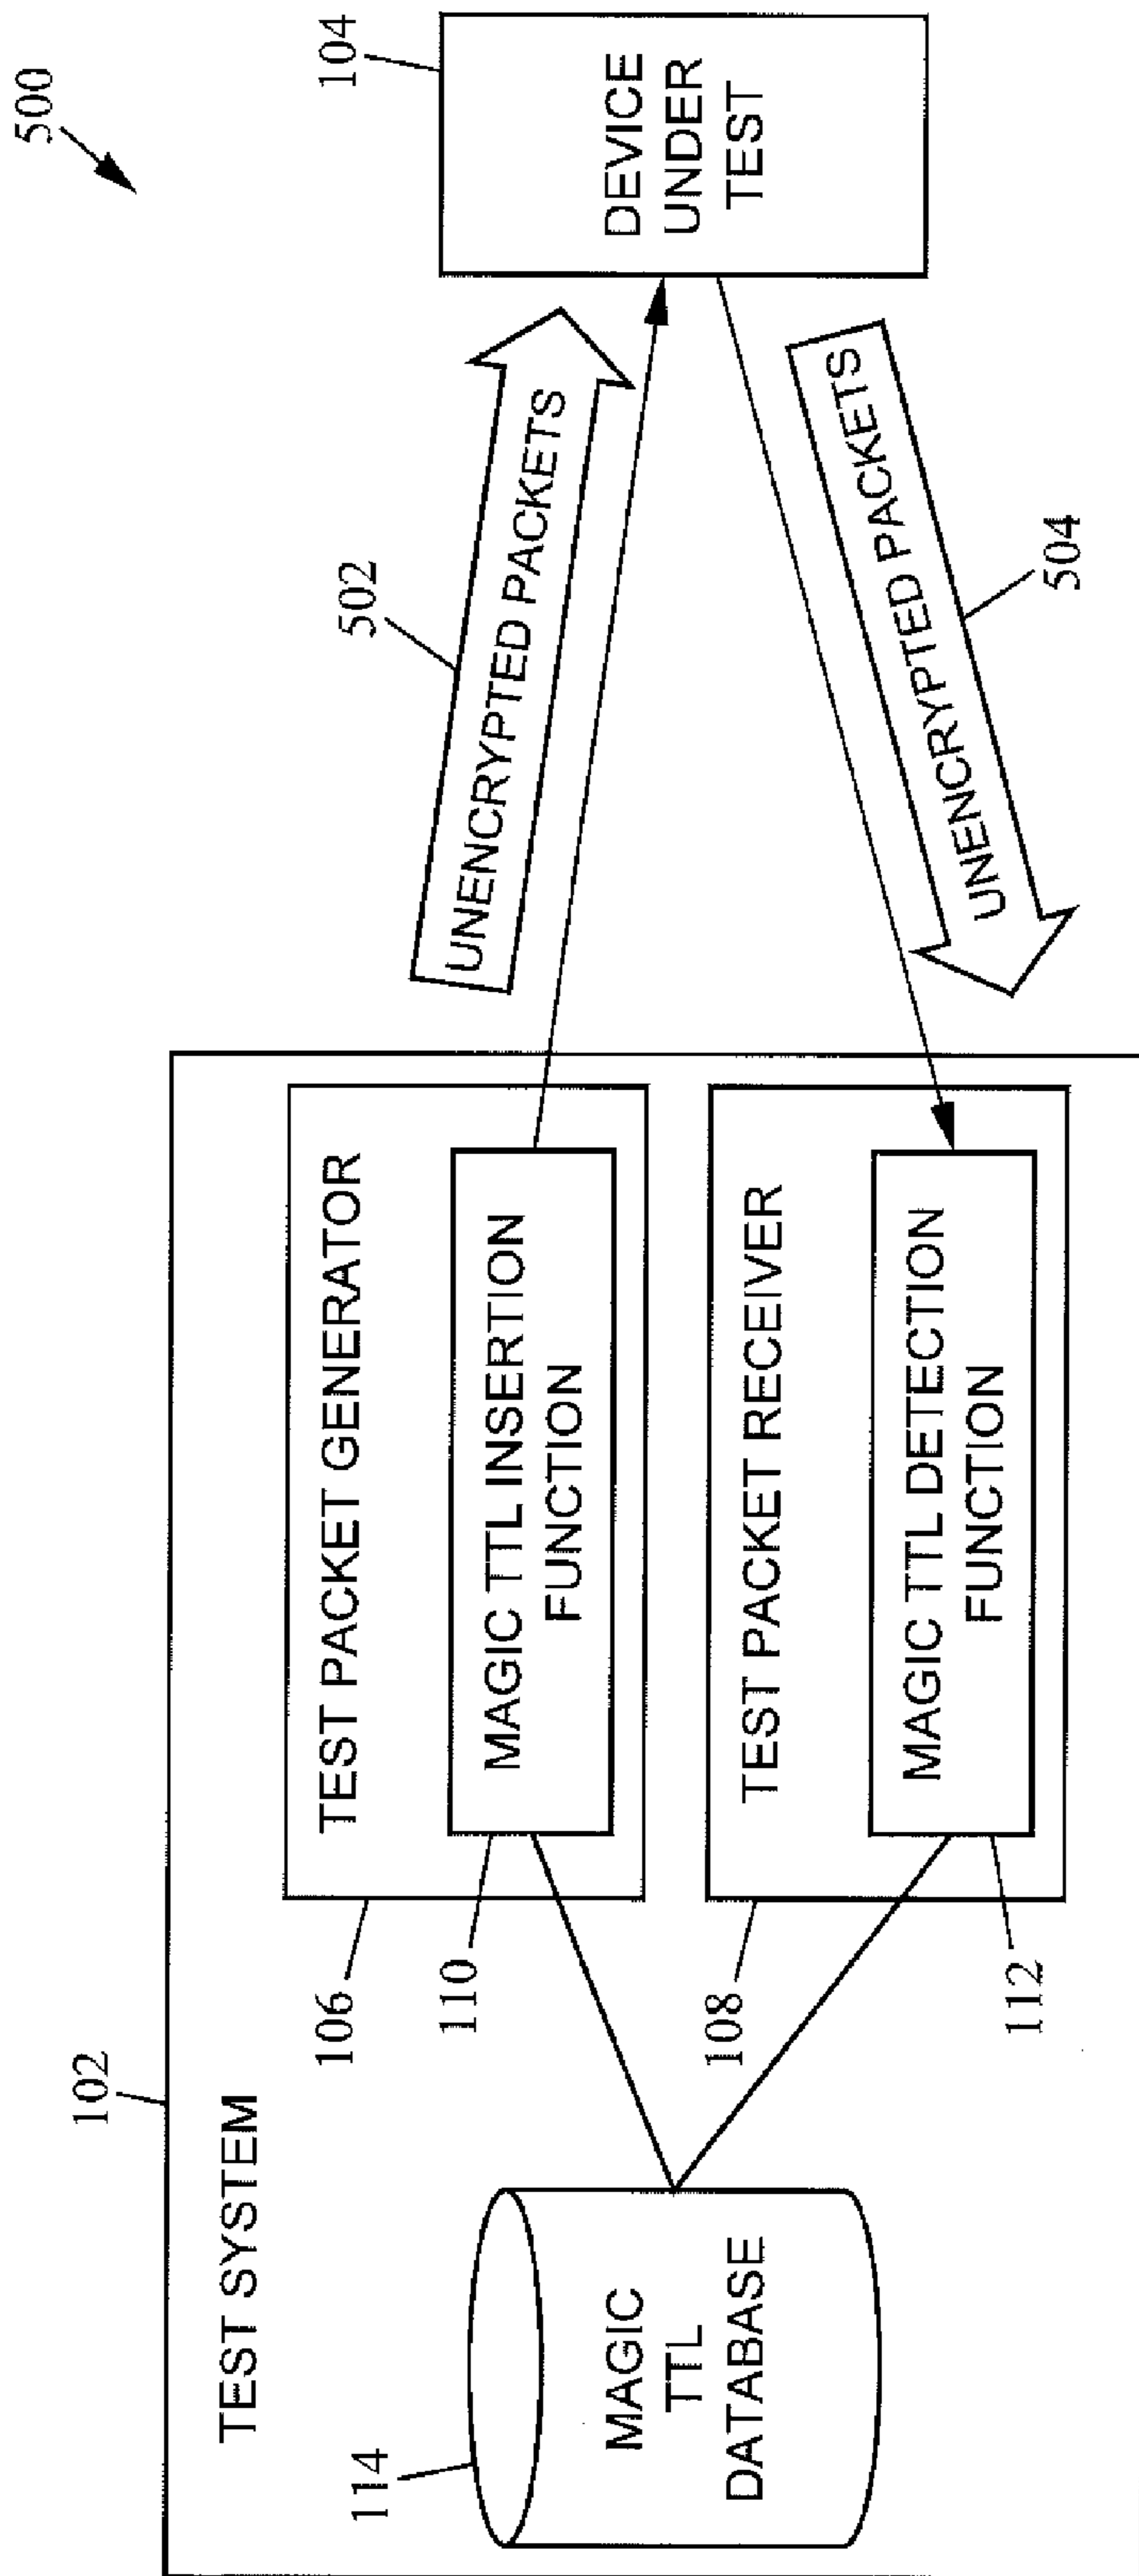 500
102
TEST SYSTEM
114
MAGIC
TTL
DATABASE
106
TEST PACKET GENERATOR
110
MAGIC TTL INSERTION
FUNCTION
108
TEST PACKET RECEIVER
112
MAGIC TTL DETECTION
FUNCTION
502
UNENCRYPTED PACKETS
UNENCRYPTED PACKETS
504
104
DEVICE
UNDER
TEST